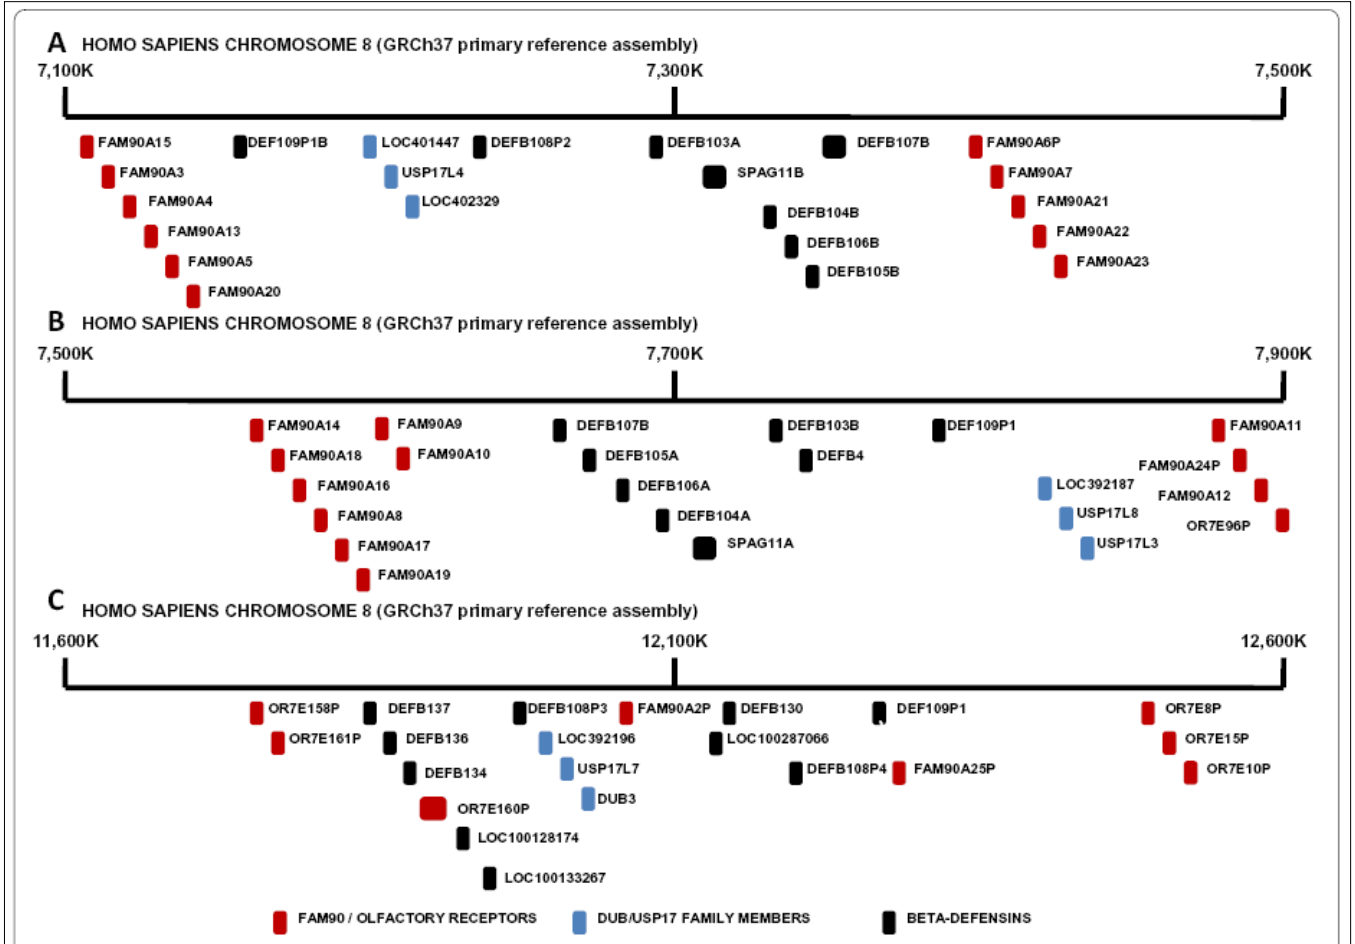 A HOMO SAPIENS CHROMOSOME 8 (GRCh37 primary reference assembly)
7,100K 7,300K 7,500K
FAM90A15 DEF109P1B LOC401447 DEFB108P2 DEFB103A DEFB107B FAM90A6P
FAM90A3 USP17L4 SPAG11B FAM90A7
FAM90A4 LOC402329 DEFB104B FAM90A21
FAM90A13 DEFB106B FAM90A22
FAM90A5 DEFB105B FAM90A23
FAM90A20
B HOMO SAPIENS CHROMOSOME 8 (GRCh37 primary reference assembly)
7,500K 7,700K 7,900K
FAM90A14 FAM90A9 DEFB107B DEFB103B DEF109P1 FAM90A11
FAM90A18 FAM90A10 DEFB105A DEFB4 FAM90A24P
FAM90A16 DEFB106A LOC392187 FAM90A12
FAM90A8 DEFB104A USP17L8 OR7E96P
FAM90A17 SPAG11A USP17L3
FAM90A19
C HOMO SAPIENS CHROMOSOME 8 (GRCh37 primary reference assembly)
11,600K 12,100K 12,600K
OR7E158P DEFB137 DEFB108P3 FAM90A2P DEFB130 DEF109P1 OR7E8P
OR7E161P DEFB136 LOC392196 LOC100287066 OR7E15P
DEFB134 USP17L7 DEFB108P4 FAM90A25P OR7E10P
OR7E160P DUB3
LOC100128174
LOC100133267
FAM90 / OLFACTORY RECEPTORS DUB/USP17 FAMILY MEMBERS BETA-DEFENSINS